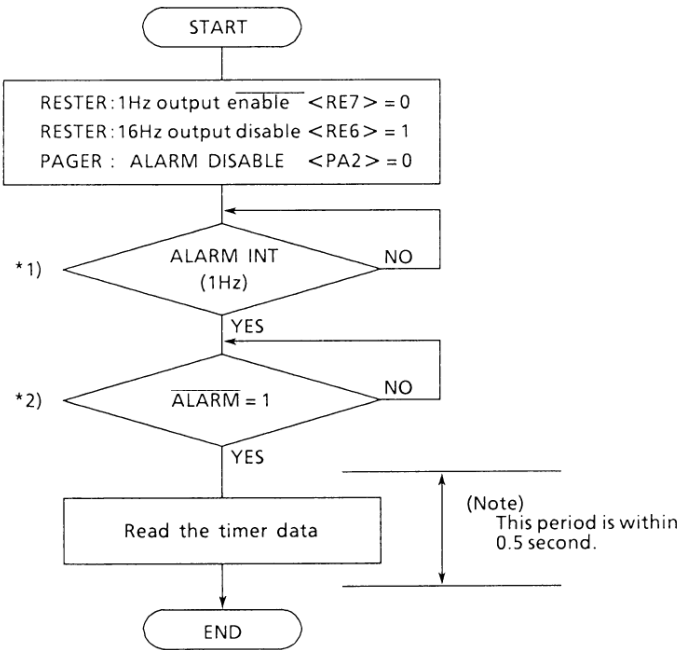 START
RESTER:1Hz output enable <RE7> = 0
RESTER:16Hz output disable <RE6> = 1
PAGER : ALARM DISABLE <PA2> = 0
*1)
ALARM INT
(1Hz)
NO
YES
*2)
ALARM = 1
NO
YES
Read the timer data
(Note)
This period is within
0.5 second.
END